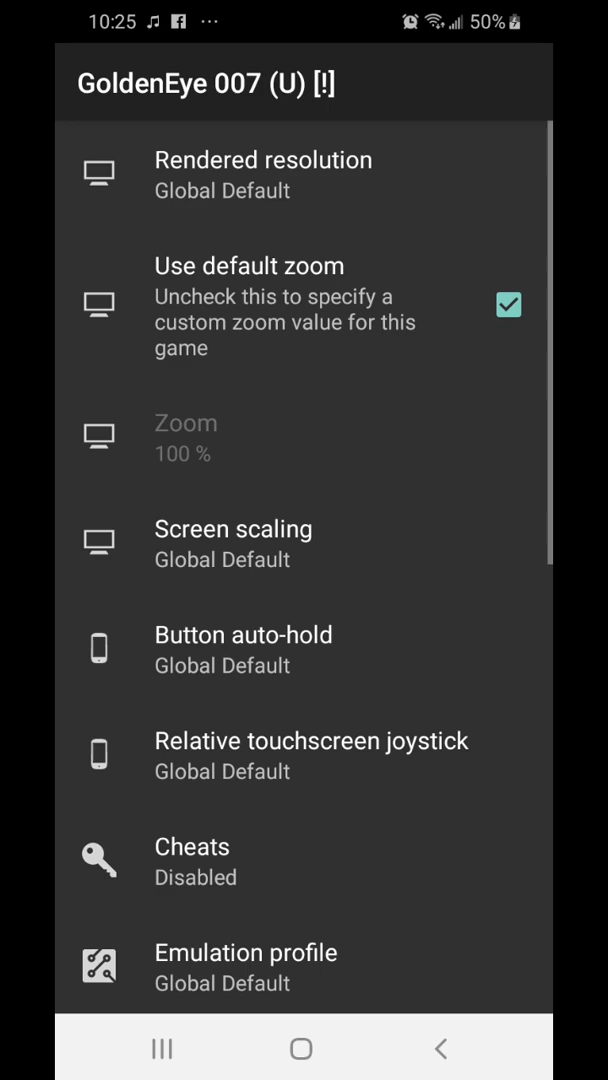 10:25 50%
GoldenEye 007 (U) [!]
Rendered resolution
Global Default
Use default zoom
Uncheck this to specify a
custom zoom value for this
game
Zoom
100 %
Screen scaling
Global Default
Button auto-hold
Global Default
Relative touchscreen joystick
Global Default
Cheats
Disabled
Emulation profile
Global Default